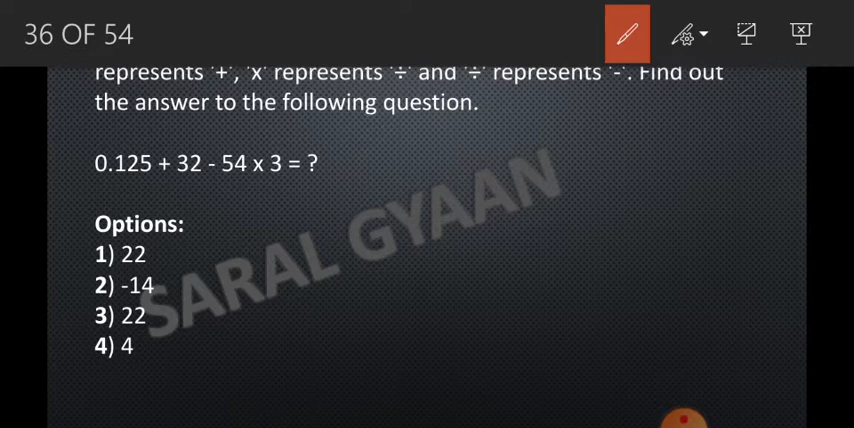 36 OF 54
represents '+', 'x' represents '÷' and '÷' represents '-'. Find out
the answer to the following question.
0.125 + 32 - 54 x 3 = ?
Options:
1) 22
2) -14
3) 22
4) 4
SARAL GYAAN